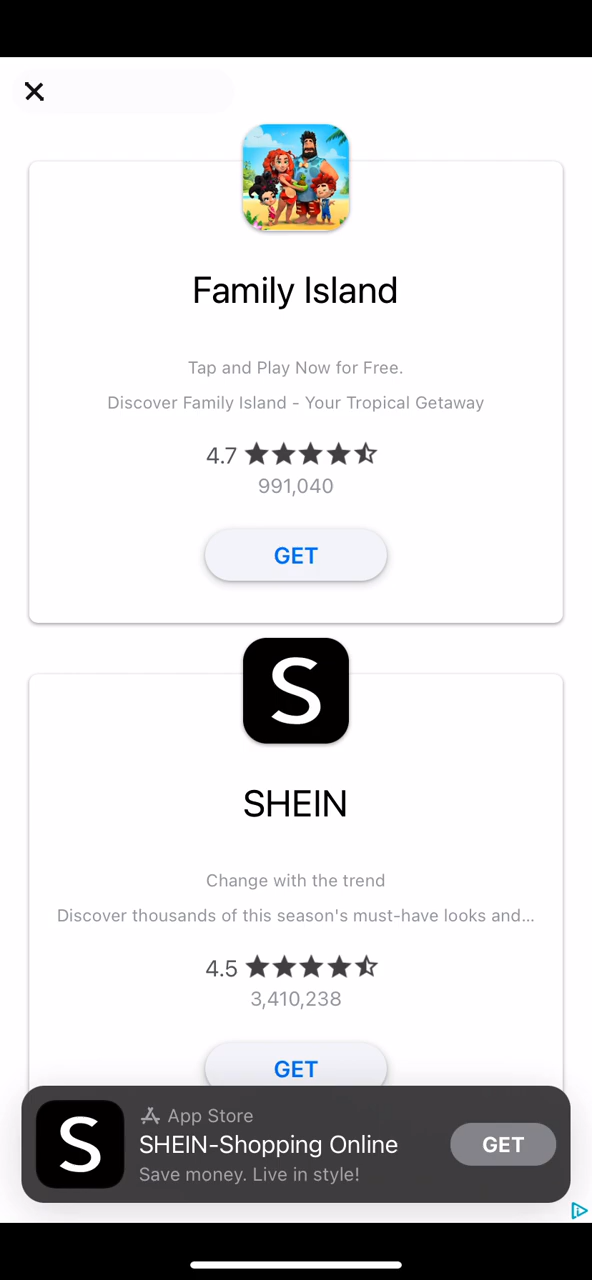 Family Island
Tap and Play Now for Free.
Discover Family Island - Your Tropical Getaway
4.7
991,040
GET
S
SHEIN
Change with the trend
Discover thousands of this season's must-have looks and...
4.5
3,410,238
GET
S
App Store
SHEIN-Shopping Online
Save money. Live in style!
GET